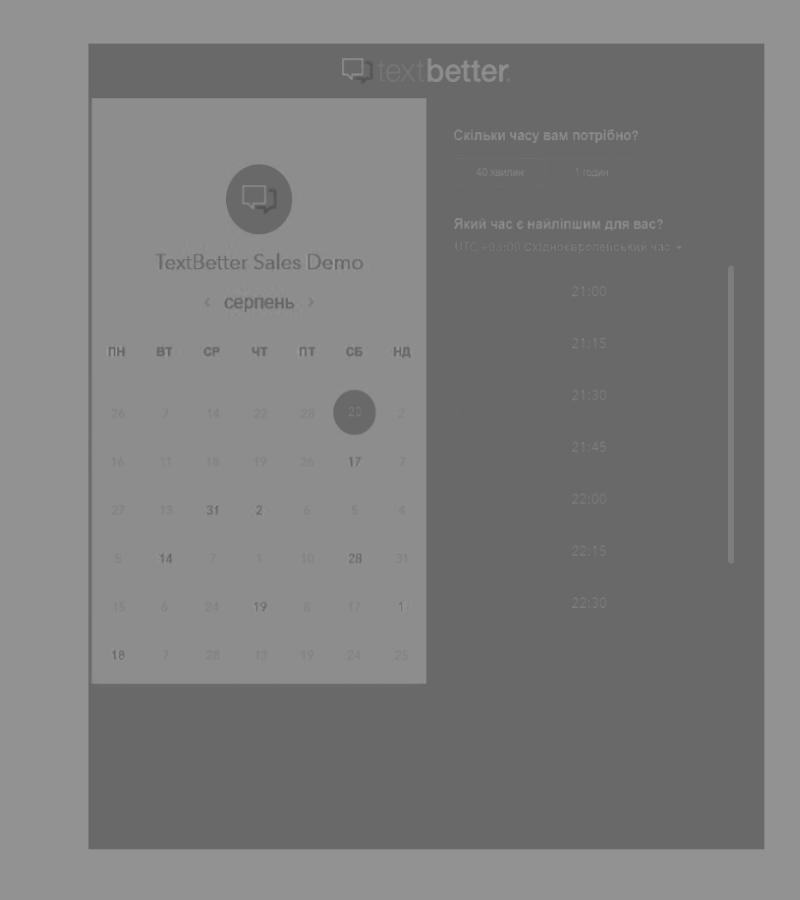 textbetter
TextBetter Sales Demo
‹ серпень ›
ПН ВТ СР ЧТ ПТ СБ НД
26 7 14 22 28 20 2
16 11 18 19 26 17 7
27 13 31 2 6 5 4
5 14 7 1 10 28 31
15 6 24 19 8 17 1
18 7 28 13 19 24 25
Скільки часу вам потрібно?
40 хвилин 1 годин
Який час є найліпшим для вас?
UTC +03:00 Східноєвропейський час
21:00
21:15
21:30
21:45
22:00
22:15
22:30